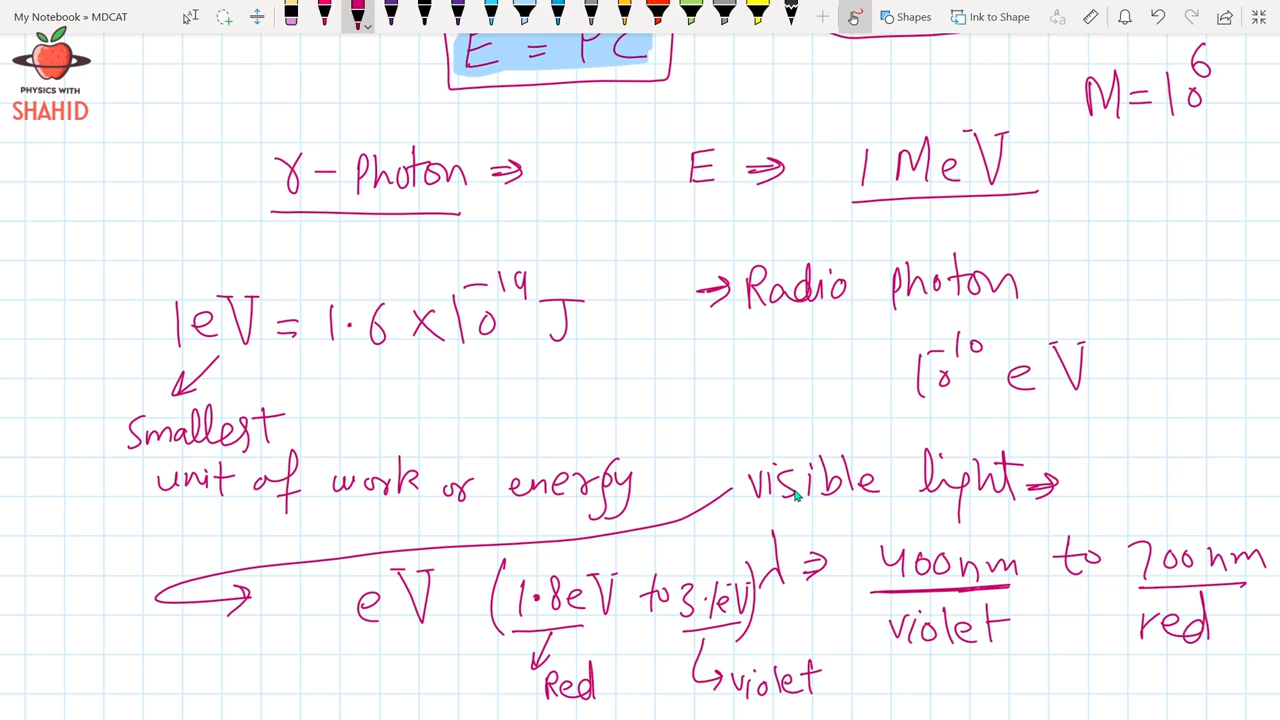 My Notebook » MDCAT
Shapes
Ink to Shape
PHYSICS WITH
SHAHID
E = PC
M = 10⁶
γ - Photon ⇒ E ⇒ 1 MeV
1eV = 1.6 × 10⁻¹⁹ J
→ Radio photon
10⁻¹⁰ eV
smallest
unit of work or energy
visible light ⇒
eV (1.8eV to 3.1eV)
λ ⇒ 400nm to 700nm
Red
violet
violet
red